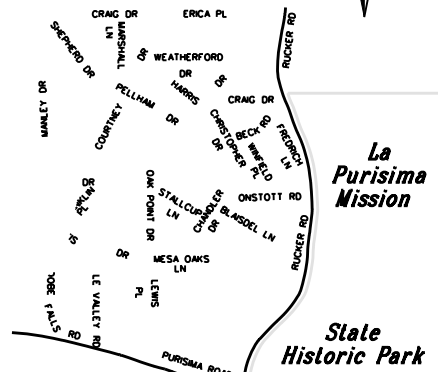 CRAIG DR
ERICA PL
RUCKER RD
SHEPHERD DR
MARSHALL LN
DR
WEATHERFORD DR
DR
MANLEY DR
COURTNEY
PELLHAM DR
HARRIS
CRAIG DR
CHRISTOPHER DR
BECK RD
WINFIELD PL
FREDRICH LN
La
Purisima
Mission
DR
PL
OAK POINT DR
STALLCUP LN
CHANDLER DR
BLAISDEL LN
ONSTOTT RD
RUCKER RD
DR
MESA OAKS
LN
LE VALLEY RD
LEWIS PL
FALLS RD
PURISIMA ROAD
State
Historic Park